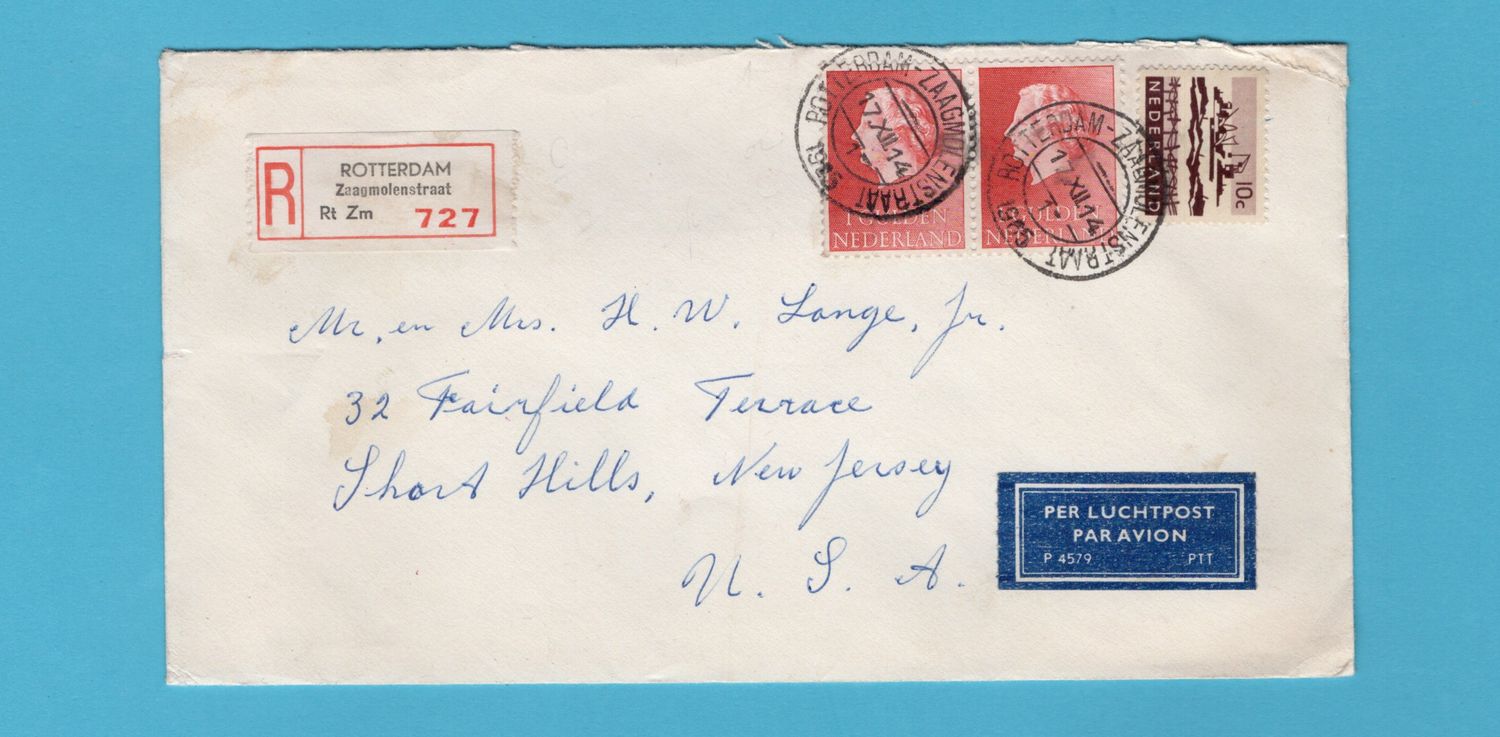 R
ROTTERDAM
Zaagmolenstraat
Rt Zm 727
ROTTERDAM-ZAAGMOLENSTRAAT
17.XII.14
1965
GULDEN
NEDERLAND
ROTTERDAM-ZAAGMOLENSTRAAT
17.XII.14
1965
GULDEN
NEDERLAND
NEDERLAND
10c
Mr. en Mrs. H. W. Lange, Jr.
32 Fairfield Terrace
Short Hills, New Jersey
U. S. A.
PER LUCHTPOST
PAR AVION
P 4579 PTT